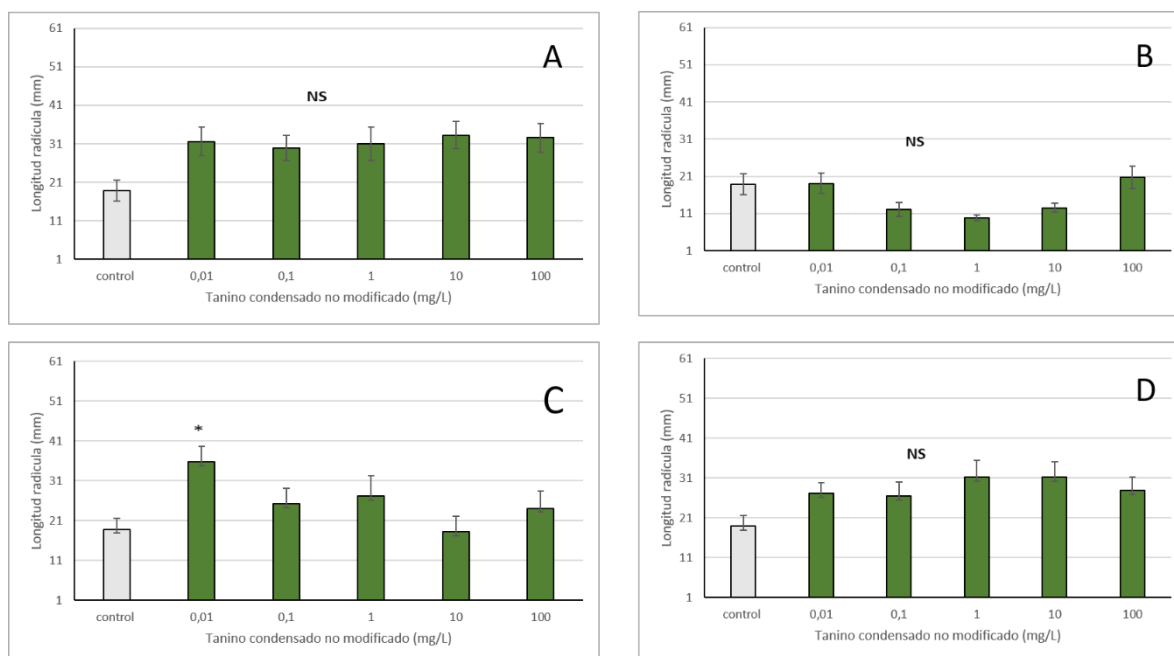 61
51
41
31
21
11
1
Longitud radícula (mm)
A
NS
control 0,01 0,1 1 10 100
Tanino condensado no modificado (mg/L)
61
51
41
31
21
11
1
Longitud radícula (mm)
B
NS
control 0,01 0,1 1 10 100
Tanino condensado no modificado (mg/L)
61
51
41
31
21
11
1
Longitud radícula (mm)
C
*
control 0,01 0,1 1 10 100
Tanino condensado no modificado (mg/L)
61
51
41
31
21
11
1
Longitud radícula (mm)
D
NS
control 0,01 0,1 1 10 100
Tanino condensado no modificado (mg/L)